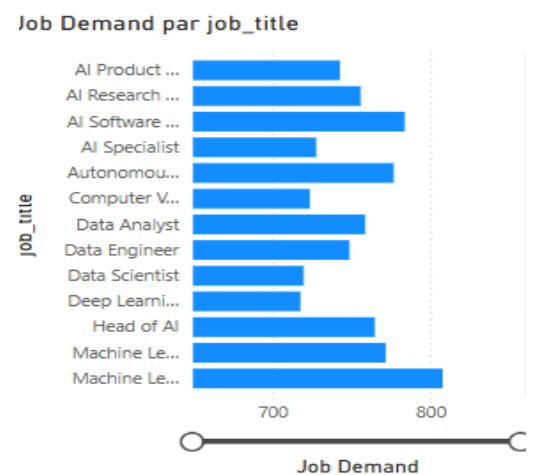 Job Demand par job_title
AI Product ...
AI Research ...
AI Software ...
AI Specialist
Autonomou...
Computer V...
Data Analyst
Data Engineer
Data Scientist
Deep Learni...
Head of AI
Machine Le...
Machine Le...
job_title
700 800
Job Demand